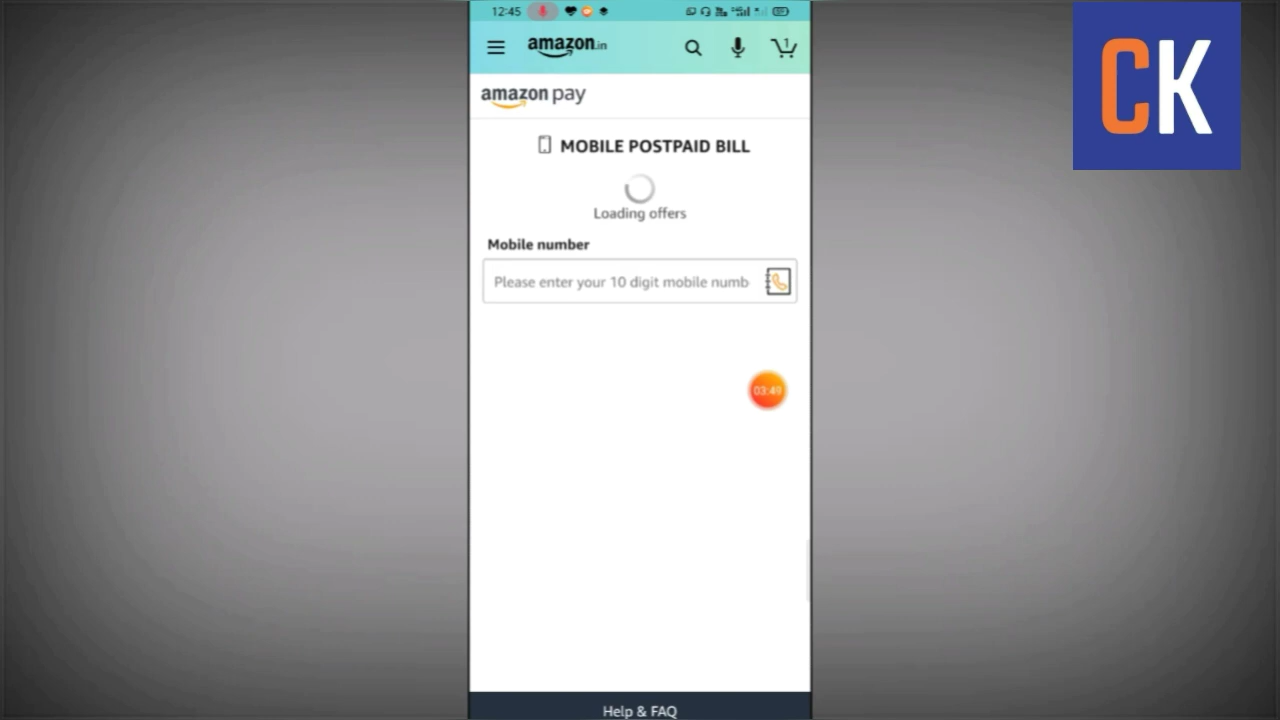 12:45
CK
amazon.in
1
amazon pay
MOBILE POSTPAID BILL
Loading offers
Mobile number
Please enter your 10 digit mobile numb
03:49
Help & FAQ